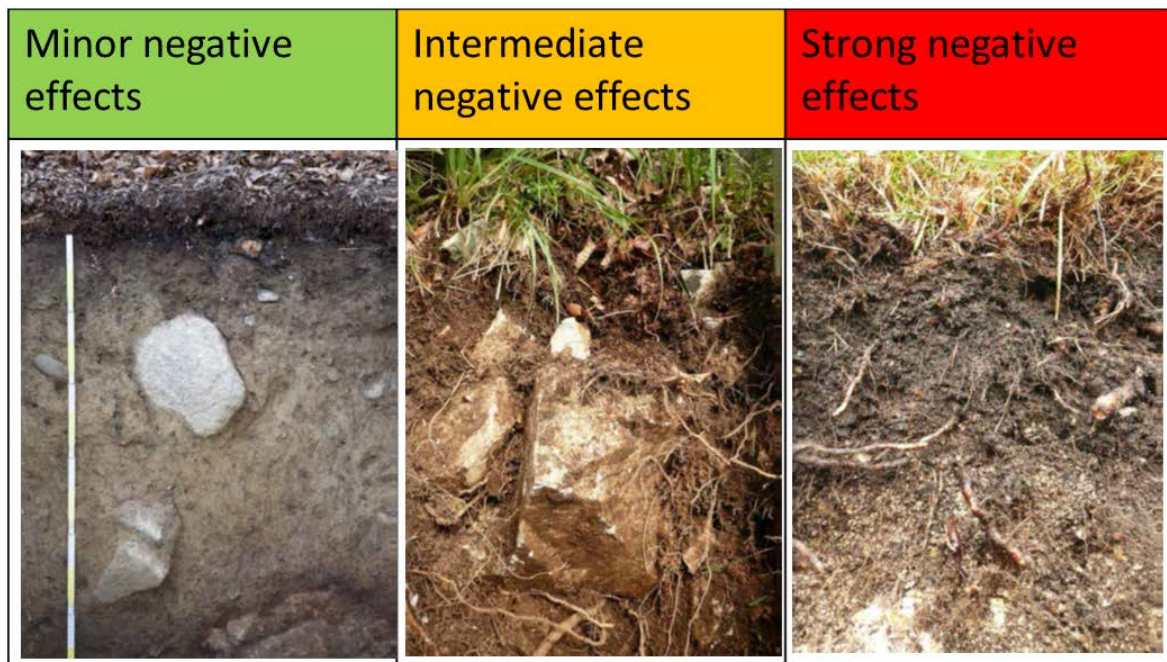 Minor negative
effects
Intermediate
negative effects
Strong negative
effects